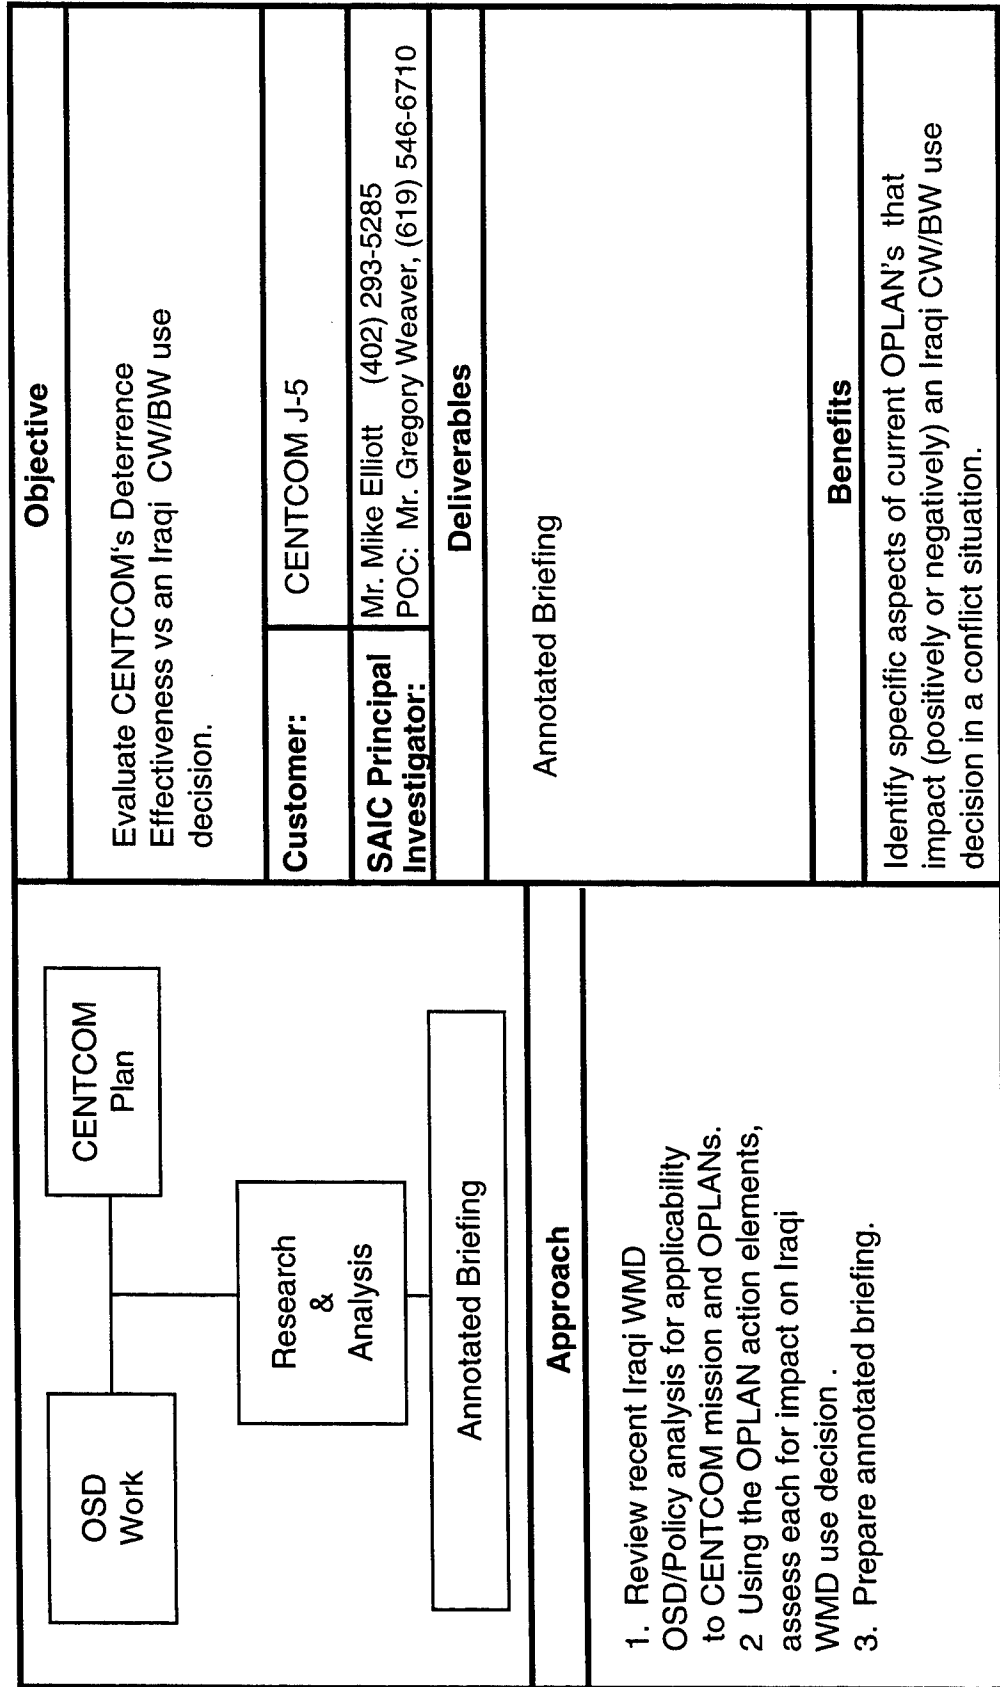 OSD
Work
CENTCOM
Plan
Research
&
Analysis
Annotated Briefing
Approach
1. Review recent Iraqi WMD
OSD/Policy analysis for applicability
to CENTCOM mission and OPLANs.
2 Using the OPLAN action elements,
assess each for impact on Iraqi
WMD use decision .
3. Prepare annotated briefing.
Objective
Evaluate CENTCOM's Deterrence
Effectiveness vs an Iraqi CW/BW use
decision.
Customer: CENTCOM J-5
SAIC Principal
Investigator:
Mr. Mike Elliott (402) 293-5285
POC: Mr. Gregory Weaver, (619) 546-6710
Deliverables
Annotated Briefing
Benefits
Identify specific aspects of current OPLAN's that
impact (positively or negatively) an Iraqi CW/BW use
decision in a conflict situation.